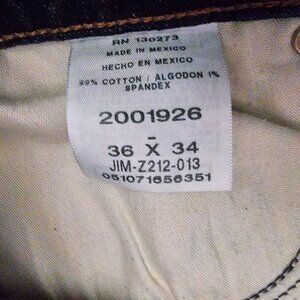 RN 130273
MADE IN MEXICO
HECHO EN MEXICO
99% COTTON / ALGODON 1%
SPANDEX
2001926
-
36 X 34
JIM-Z212-013
051071656351